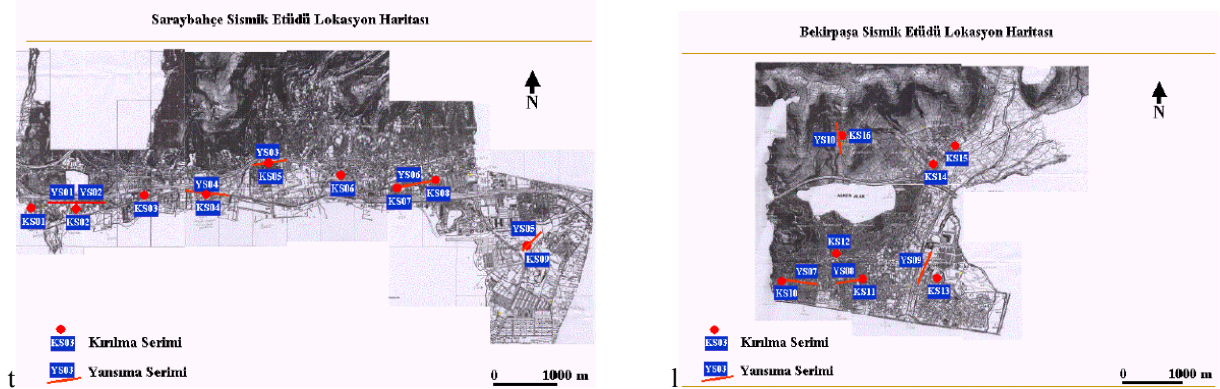 Saraybahçe Sismik Etüdü Lokasyon Haritası
N
YS03
KS05
YS01 YS02
YS04
KS06
YS06
KS01
KS02
KS03
KS04
KS07
KS08
YS05
KS09
KS03 Kırılma Serimi
YS03 Yansıma Serimi
0 1000 m
t
Bekirpaşa Sismik Etüdü Lokasyon Haritası
N
YS10 KS16
KS15
KS14
ASKERİ ALAN
KS12
YS09
YS07 YS08
KS10
KS11
KS13
KS03 Kırılma Serimi
YS03 Yansıma Serimi
0 1000 m
l